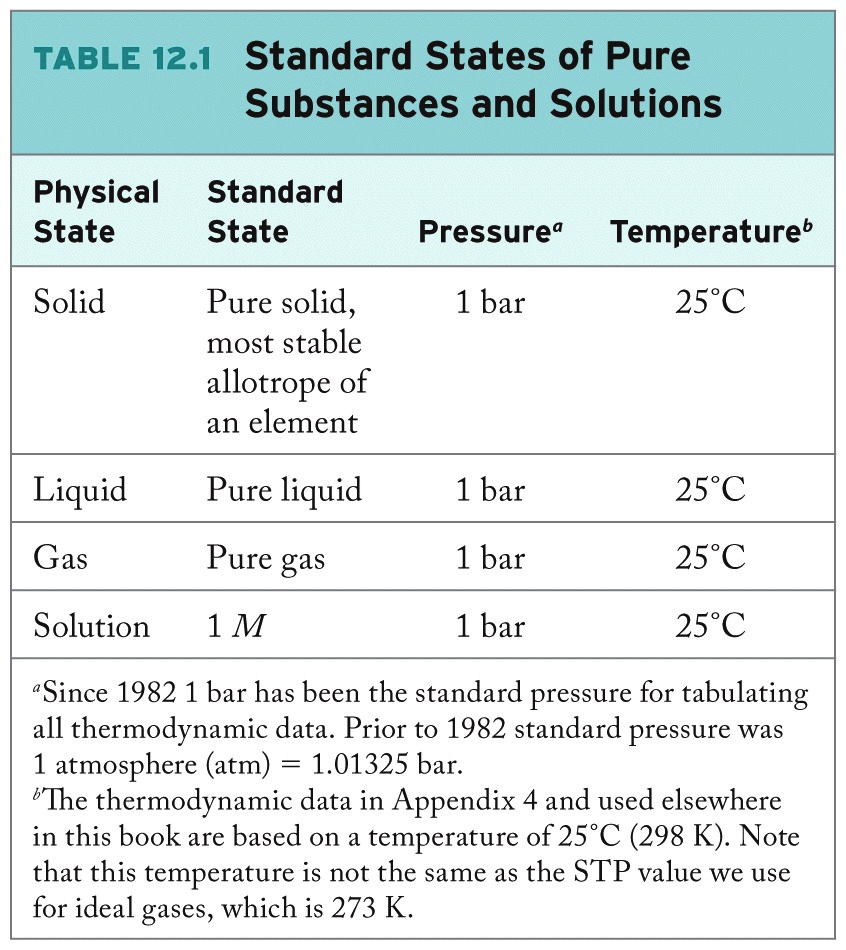 TABLE 12.1 Standard States of Pure
Substances and Solutions
Physical State Standard State Pressureᵃ Temperatureᵇ
Solid Pure solid, 1 bar 25°C
most stable
allotrope of
an element
Liquid Pure liquid 1 bar 25°C
Gas Pure gas 1 bar 25°C
Solution 1 M 1 bar 25°C
ᵃSince 1982 1 bar has been the standard pressure for tabulating
all thermodynamic data. Prior to 1982 standard pressure was
1 atmosphere (atm) = 1.01325 bar.
ᵇThe thermodynamic data in Appendix 4 and used elsewhere
in this book are based on a temperature of 25°C (298 K). Note
that this temperature is not the same as the STP value we use
for ideal gases, which is 273 K.